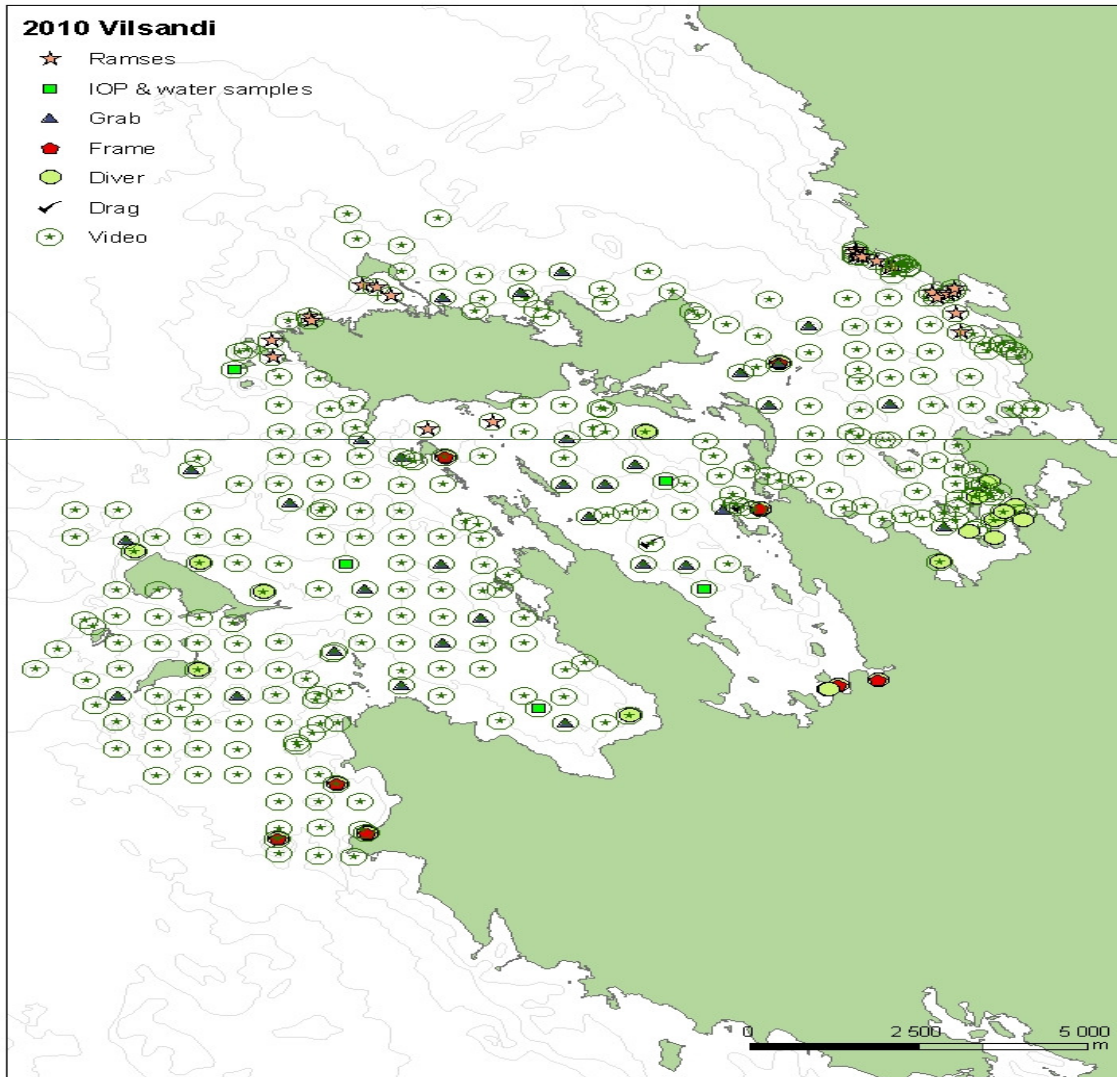 2010 Vilsandi
Ramses
IOP & water samples
Grab
Frame
Diver
Drag
Video
0 2 500 5 000
m